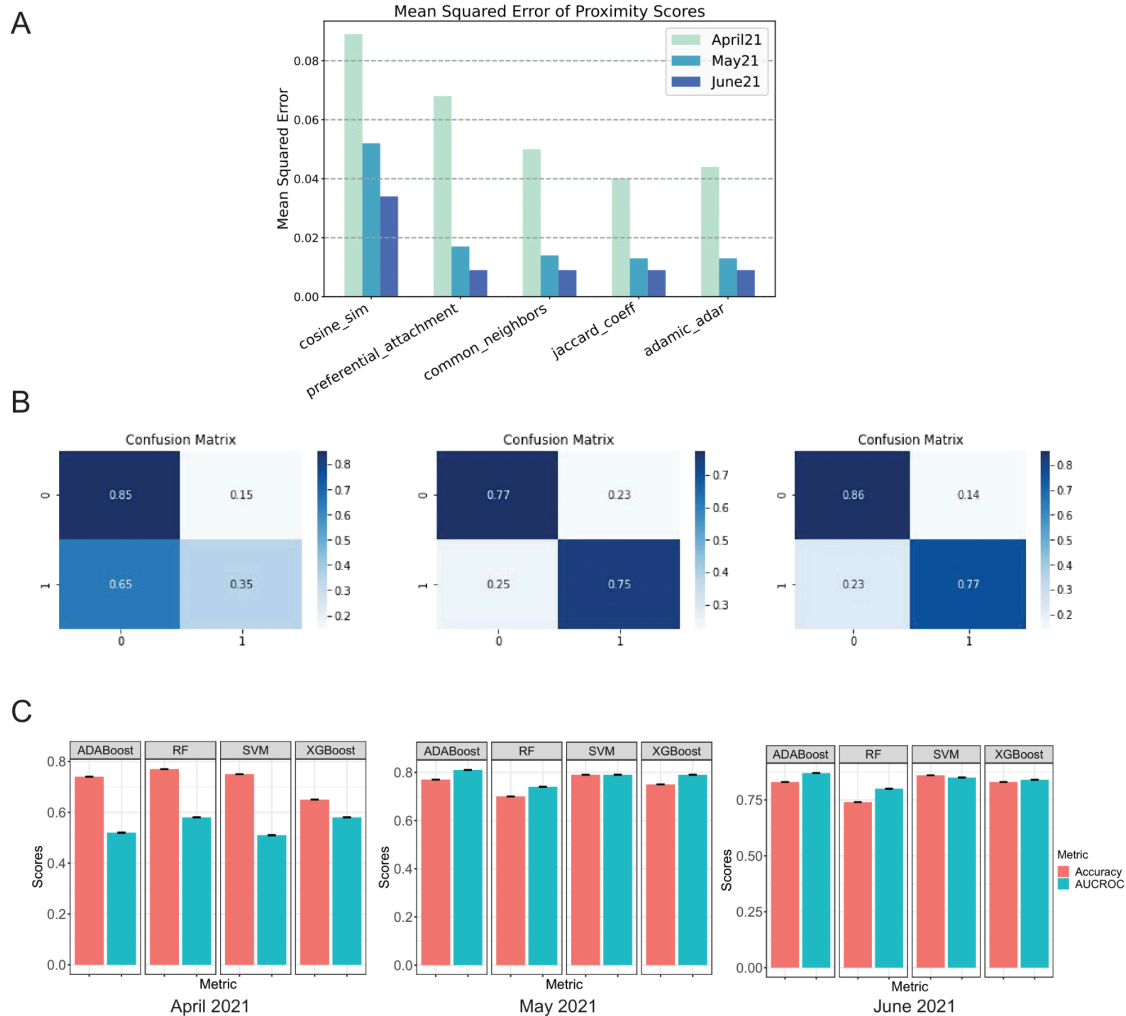 A
Mean Squared Error of Proximity Scores
April21
May21
June21
Mean Squared Error
0.08
0.06
0.04
0.02
0.00
cosine_sim
preferential_attachment
common_neighbors
jaccard_coeff
adamic_adar
B
Confusion Matrix
0.85
0.15
0.65
0.35
0
1
0
1
0.8
0.7
0.6
0.5
0.4
0.3
0.2
Confusion Matrix
0.77
0.23
0.25
0.75
0
1
0
1
0.7
0.6
0.5
0.4
0.3
Confusion Matrix
0.86
0.14
0.23
0.77
0
1
0
1
0.8
0.7
0.6
0.5
0.4
0.3
0.2
C
ADABoost
RF
SVM
XGBoost
Scores
0.8
0.6
0.4
0.2
0.0
Metric
April 2021
ADABoost
RF
SVM
XGBoost
Scores
0.8
0.6
0.4
0.2
0.0
Metric
May 2021
ADABoost
RF
SVM
XGBoost
Scores
0.75
0.50
0.25
0.00
Metric
June 2021
Metric
Accuracy
AUCROC